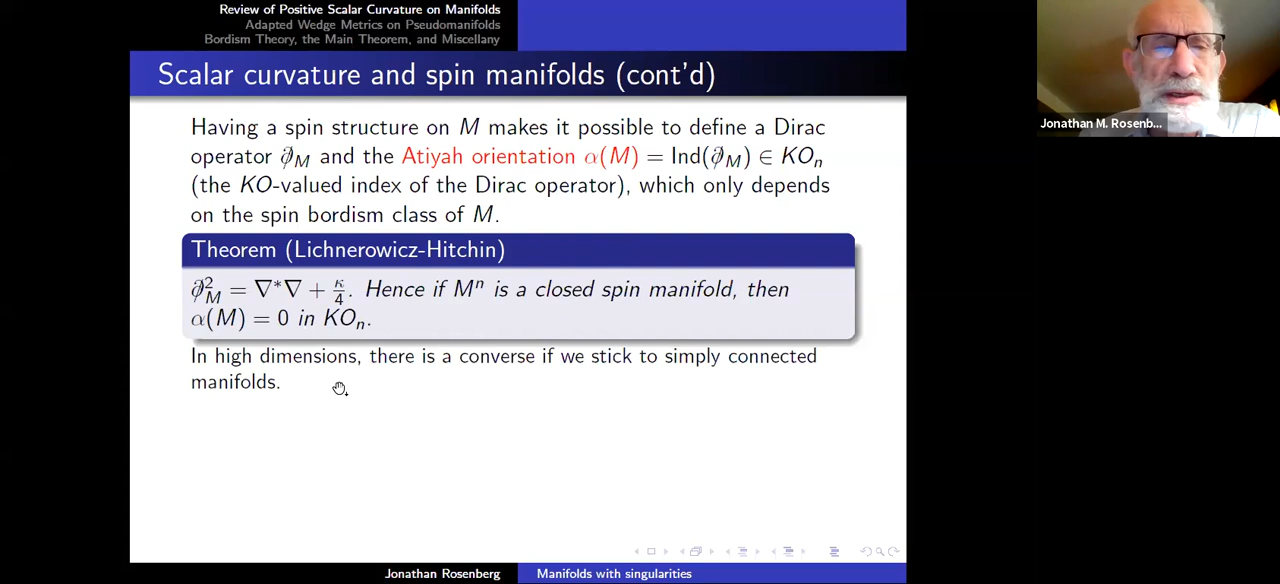 Review of Positive Scalar Curvature on Manifolds
Adapted Wedge Metrics on Pseudomanifolds
Bordism Theory, the Main Theorem, and Miscellany
Scalar curvature and spin manifolds (cont'd)
Having a spin structure on M makes it possible to define a Dirac
operator ∂̸_M and the Atiyah orientation α(M) = Ind(∂̸_M) ∈ KO_n
(the KO-valued index of the Dirac operator), which only depends
on the spin bordism class of M.
Theorem (Lichnerowicz-Hitchin)
∂̸²_M = ∇*∇ + κ/4. Hence if Mⁿ is a closed spin manifold, then
α(M) = 0 in KO_n.
In high dimensions, there is a converse if we stick to simply connected
manifolds.
Jonathan Rosenberg
Manifolds with singularities
Jonathan M. Rosenb...